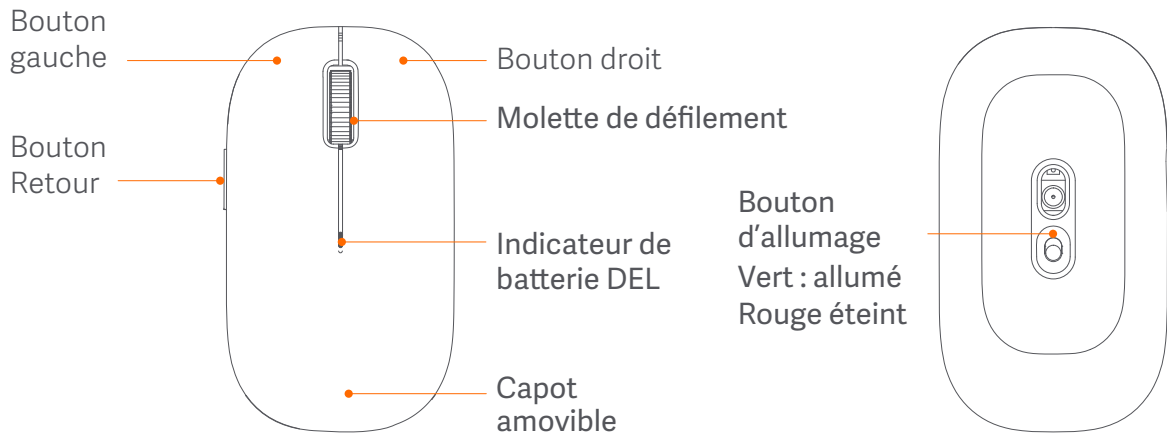 Bouton
gauche
Bouton droit
Molette de défilement
Bouton
Retour
Indicateur de
batterie DEL
Capot
amovible
Bouton
d'allumage
Vert : allumé
Rouge éteint